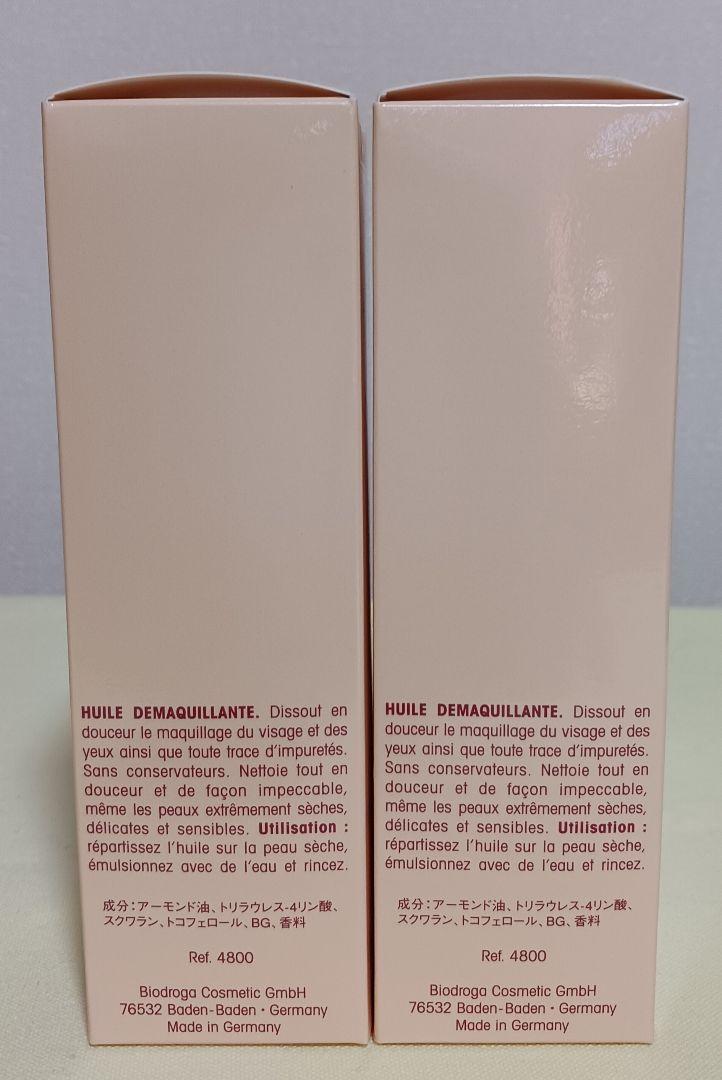 HUILE DEMAQUILLANTE. Dissout en
douceur le maquillage du visage et des
yeux ainsi que toute trace d'impuretés.
Sans conservateurs. Nettoie tout en
douceur et de façon impeccable,
même les peaux extrêmement sèches,
délicates et sensibles. Utilisation :
répartissez l'huile sur la peau sèche,
émulsionnez avec de l'eau et rincez.
成分：アーモンド油、トリラウレス-4リン酸、
スクワラン、トコフェロール、BG、香料
Ref. 4800
Biodroga Cosmetic GmbH
76532 Baden-Baden • Germany
Made in Germany
HUILE DEMAQUILLANTE. Dissout en
douceur le maquillage du visage et des
yeux ainsi que toute trace d'impuretés.
Sans conservateurs. Nettoie tout en
douceur et de façon impeccable,
même les peaux extrêmement sèches,
délicates et sensibles. Utilisation :
répartissez l'huile sur la peau sèche,
émulsionnez avec de l'eau et rincez.
成分：アーモンド油、トリラウレス-4リン酸、
スクワラン、トコフェロール、BG、香料
Ref. 4800
Biodroga Cosmetic GmbH
76532 Baden-Baden • Germany
Made in Germany